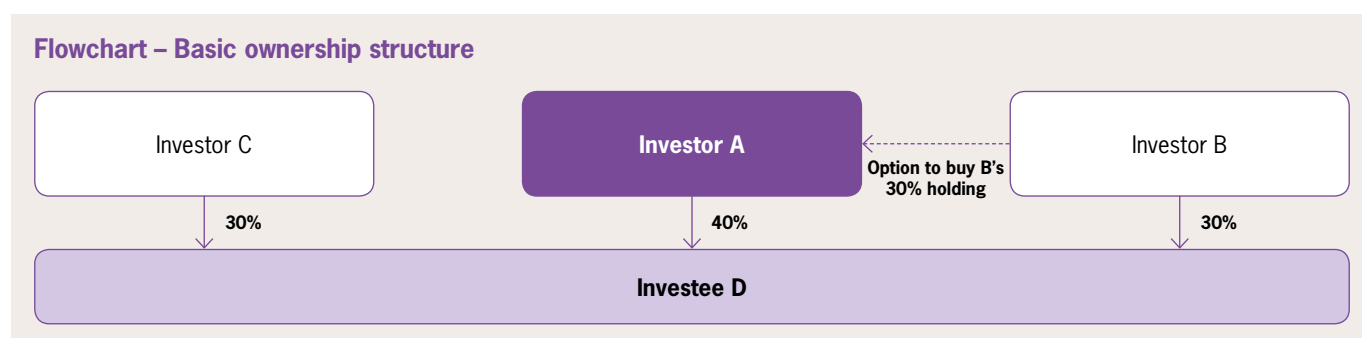 Flowchart – Basic ownership structure
Investor C
Investor A
Investor B
Option to buy B’s
30% holding
30%
40%
30%
Investee D